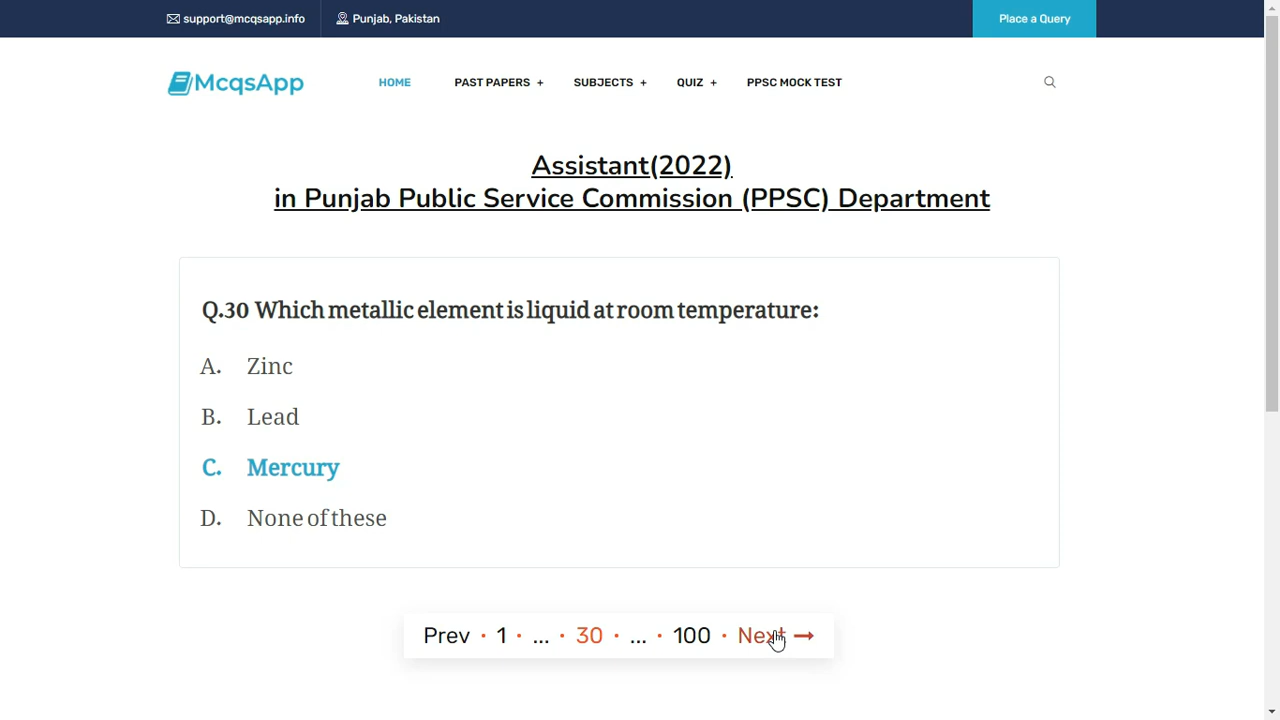 support@mcqsapp.info Punjab, Pakistan Place a Query
McqsApp HOME PAST PAPERS + SUBJECTS + QUIZ + PPSC MOCK TEST
Assistant(2022)
in Punjab Public Service Commission (PPSC) Department
Q.30 Which metallic element is liquid at room temperature:
A. Zinc
B. Lead
C. Mercury
D. None of these
Prev · 1 · ... · 30 · ... · 100 · Next →